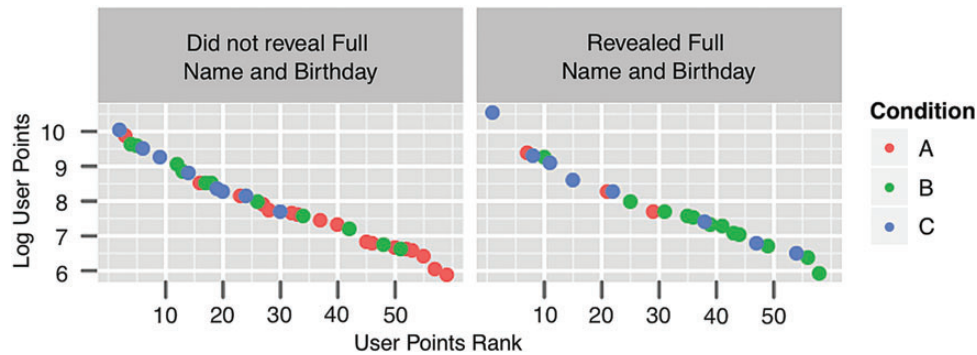 Did not reveal Full
Name and Birthday
Revealed Full
Name and Birthday
Log User Points
10
9
8
7
6
10 20 30 40 50
10 20 30 40 50
User Points Rank
Condition
A
B
C